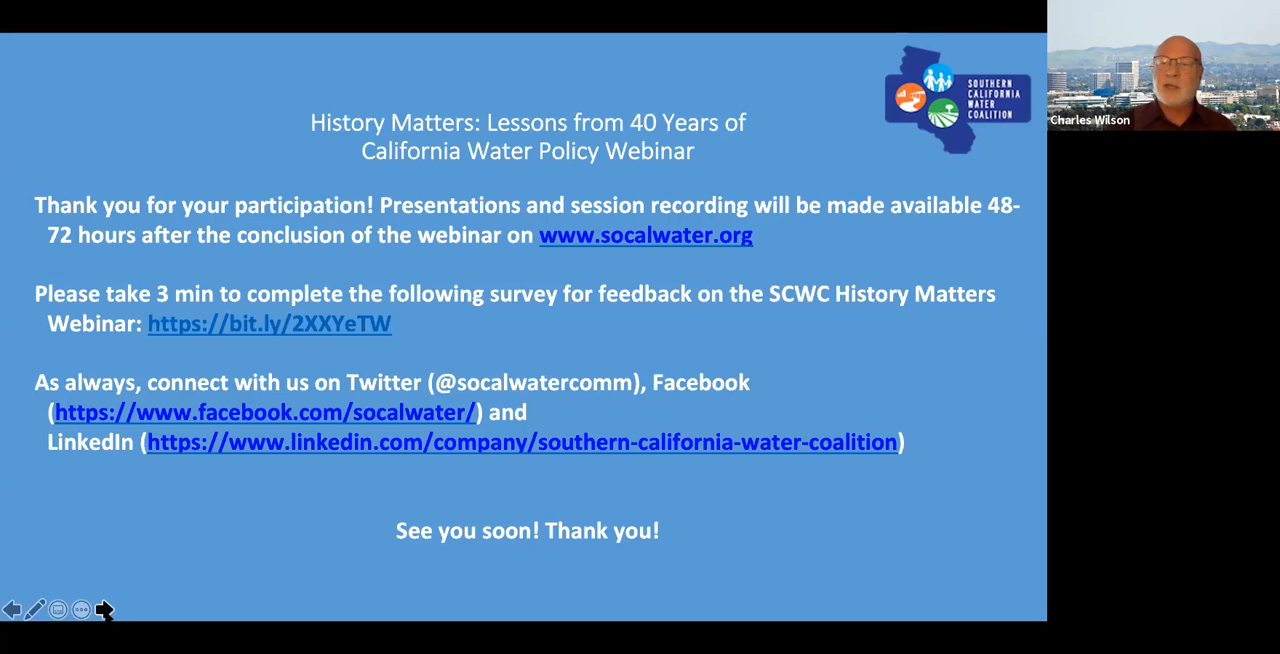 SOUTHERN
CALIFORNIA
WATER
COALITION
Charles Wilson
History Matters: Lessons from 40 Years of
California Water Policy Webinar
Thank you for your participation! Presentations and session recording will be made available 48-
72 hours after the conclusion of the webinar on www.socalwater.org
Please take 3 min to complete the following survey for feedback on the SCWC History Matters
Webinar: https://bit.ly/2XXYeTW
As always, connect with us on Twitter (@socalwatercomm), Facebook
(https://www.facebook.com/socalwater/) and
LinkedIn (https://www.linkedin.com/company/southern-california-water-coalition)
See you soon! Thank you!